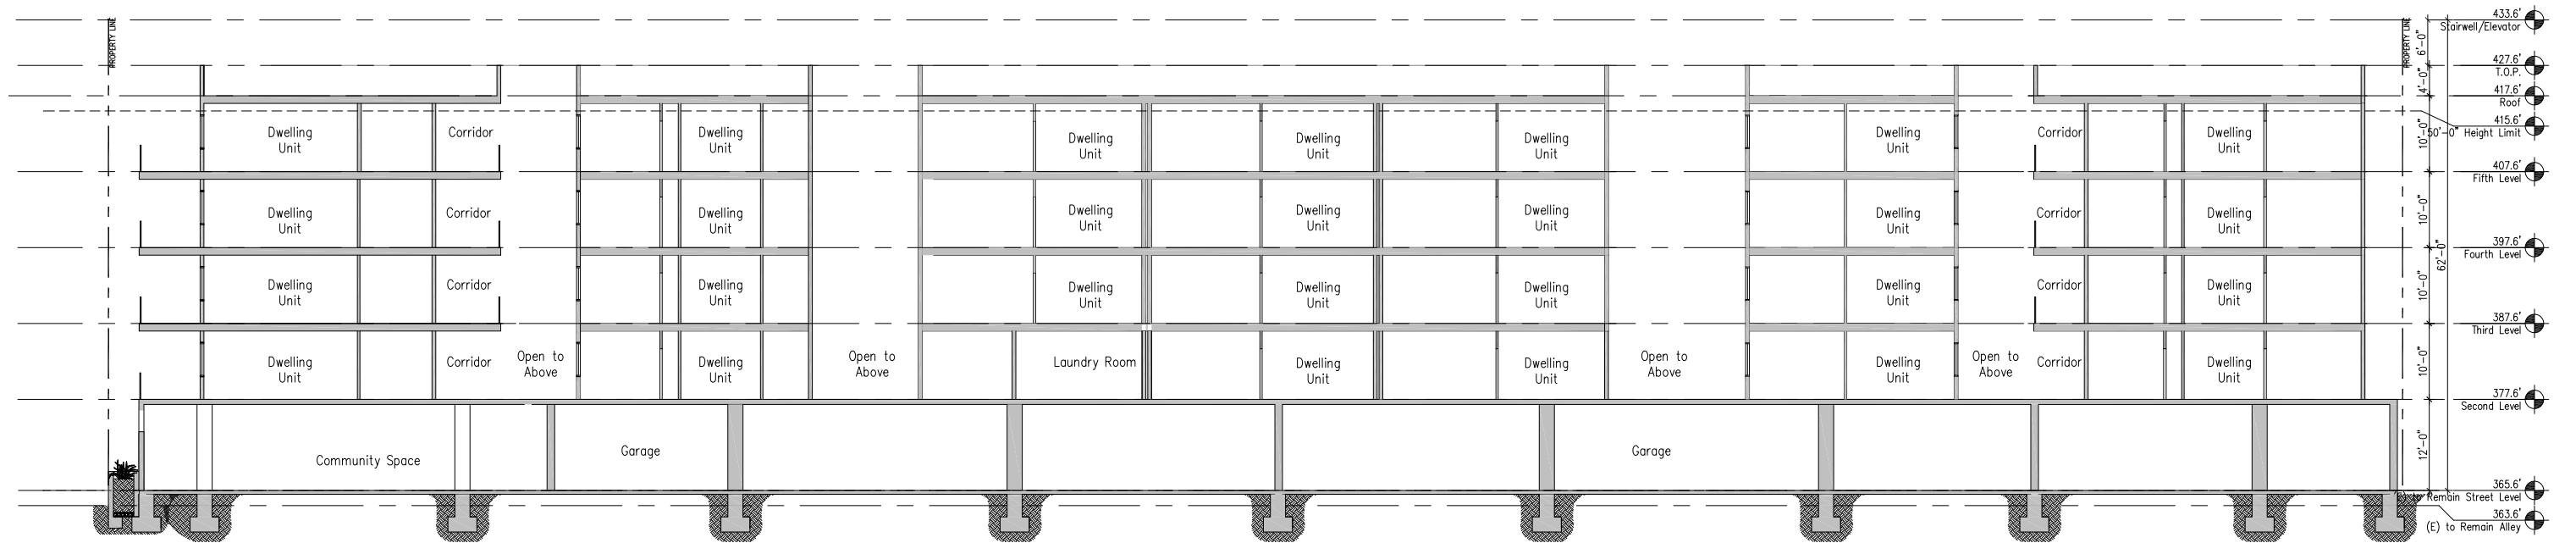 PROPERTY LINE
PROPERTY LINE
433.6'
Stairwell/Elevator
6'-0"
427.6'
T.O.P.
4'-0"
417.6'
Roof
415.6'
50'-0" Height Limit
10'-0"
Dwelling
Unit
Corridor
Dwelling
Unit
Dwelling
Unit
Dwelling
Unit
Dwelling
Unit
Dwelling
Unit
Corridor
Dwelling
Unit
407.6'
Fifth Level
10'-0"
Dwelling
Unit
Corridor
Dwelling
Unit
Dwelling
Unit
Dwelling
Unit
Dwelling
Unit
Dwelling
Unit
Corridor
Dwelling
Unit
397.6'
Fourth Level
62'-0"
10'-0"
Dwelling
Unit
Corridor
Dwelling
Unit
Dwelling
Unit
Dwelling
Unit
Dwelling
Unit
Dwelling
Unit
Corridor
Dwelling
Unit
387.6'
Third Level
10'-0"
Dwelling
Unit
Corridor
Open to
Above
Dwelling
Unit
Open to
Above
Laundry Room
Dwelling
Unit
Dwelling
Unit
Open to
Above
Dwelling
Unit
Open to
Above
Corridor
Dwelling
Unit
377.6'
Second Level
12'-0"
Community Space
Garage
Garage
365.6'
to Remain Street Level
363.6'
(E) to Remain Alley